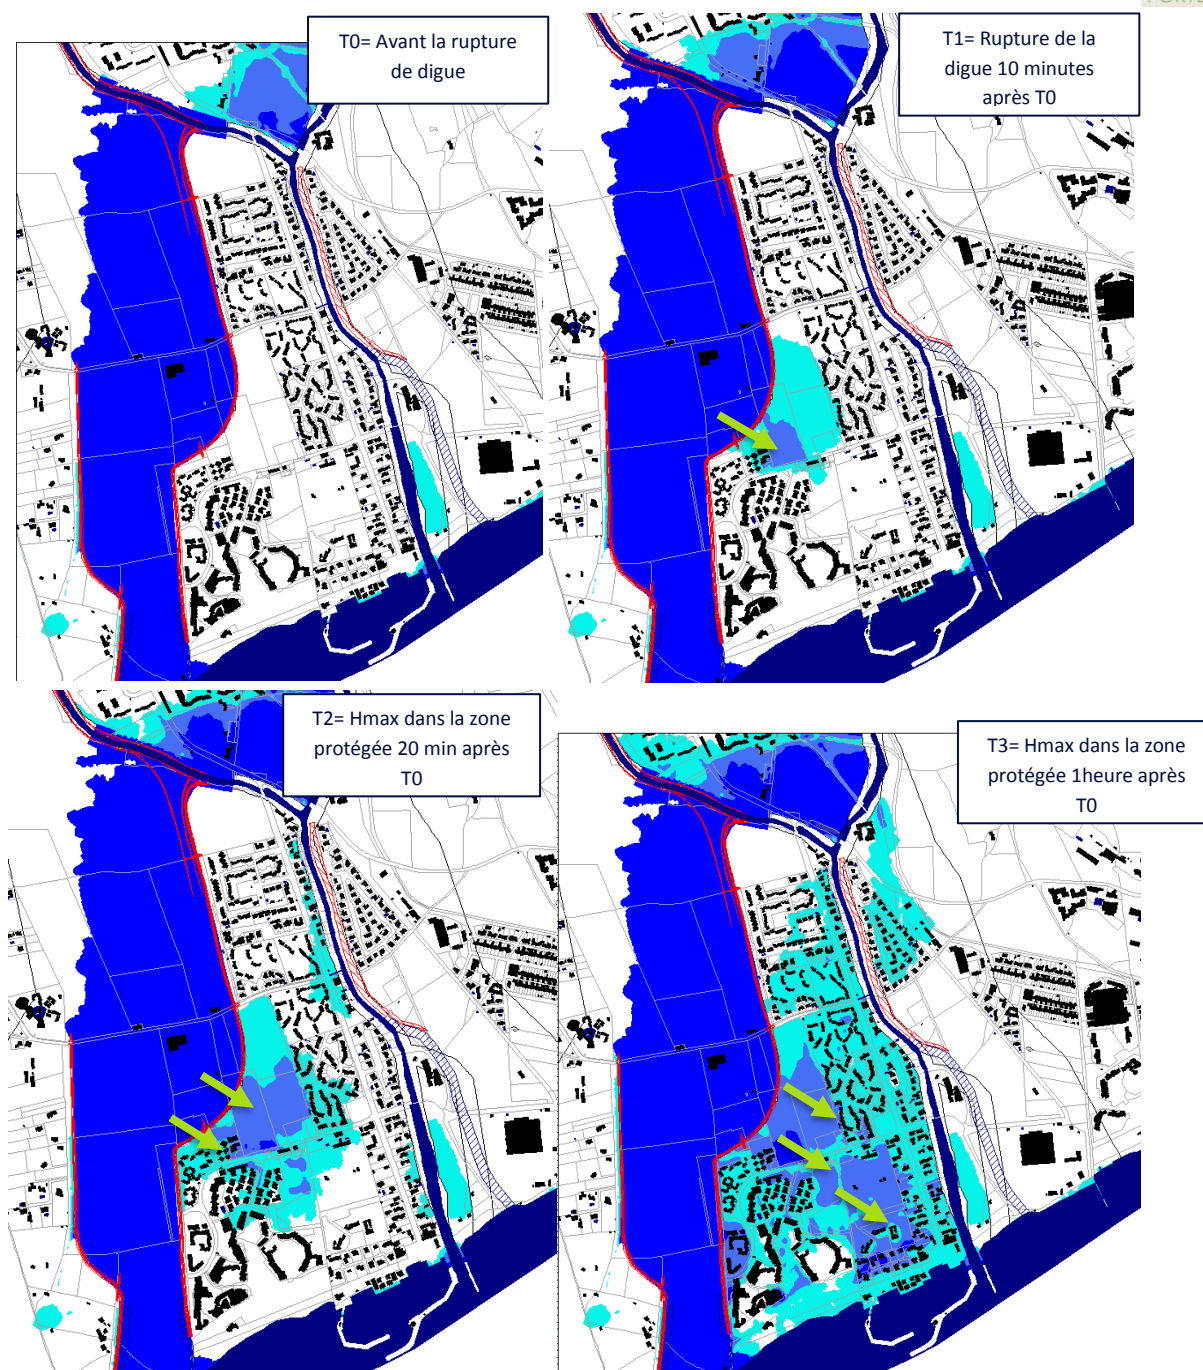 T0= Avant la rupture
de digue
T1= Rupture de la
digue 10 minutes
après T0
T2= Hmax dans la zone
protégée 20 min après
T0
T3= Hmax dans la zone
protégée 1heure après
T0